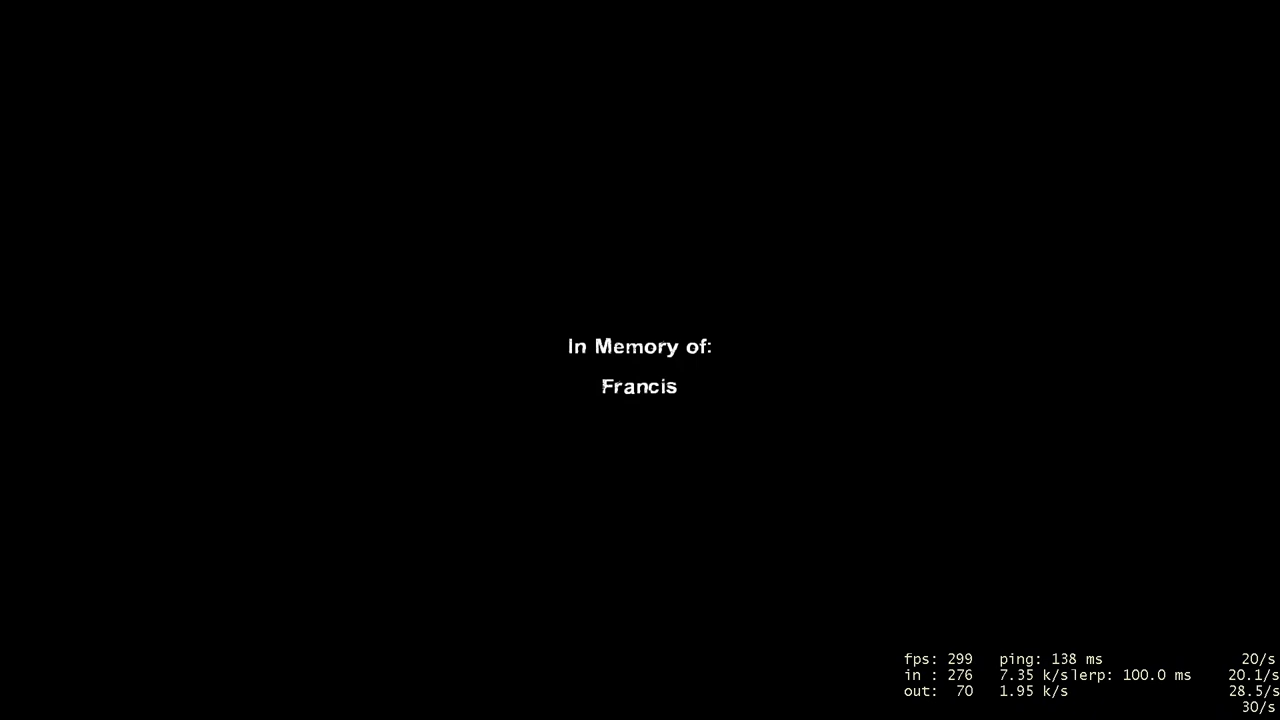 In Memory of:
Francis
fps: 299 ping: 138 ms 20/s
in : 276 7.35 k/s lerp: 100.0 ms 20.1/s
out: 70 1.95 k/s 28.5/s
30/s